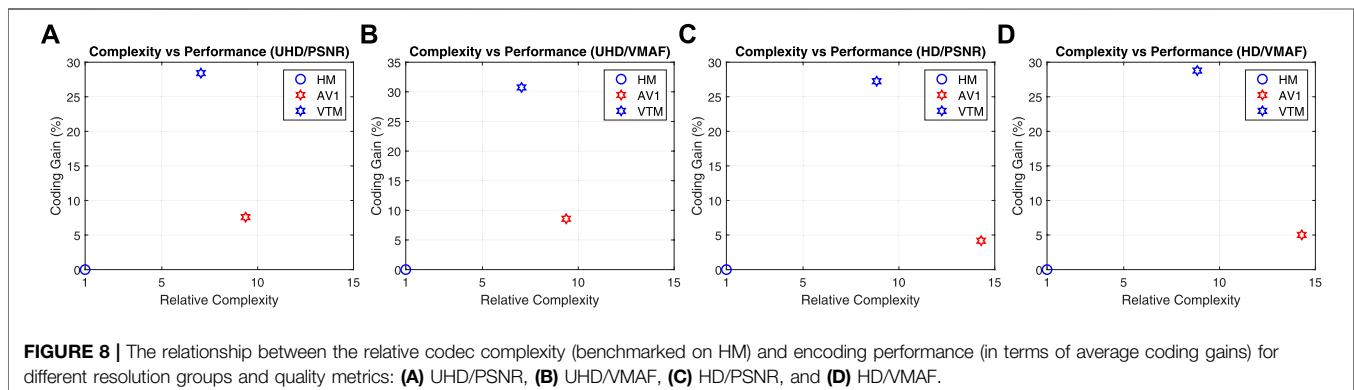 A
Complexity vs Performance (UHD/PSNR)
30
25
20
15
10
5
0
1
5
10
15
Coding Gain (%)
Relative Complexity
HM
AV1
VTM
B
Complexity vs Performance (UHD/VMAF)
35
30
25
20
15
10
5
0
1
5
10
15
Coding Gain (%)
Relative Complexity
HM
AV1
VTM
C
Complexity vs Performance (HD/PSNR)
30
25
20
15
10
5
0
1
5
10
15
Coding Gain (%)
Relative Complexity
HM
AV1
VTM
D
Complexity vs Performance (HD/VMAF)
30
25
20
15
10
5
0
1
5
10
15
Coding Gain (%)
Relative Complexity
HM
AV1
VTM
FIGURE 8 | The relationship between the relative codec complexity (benchmarked on HM) and encoding performance (in terms of average coding gains) for
different resolution groups and quality metrics: (A) UHD/PSNR, (B) UHD/VMAF, (C) HD/PSNR, and (D) HD/VMAF.